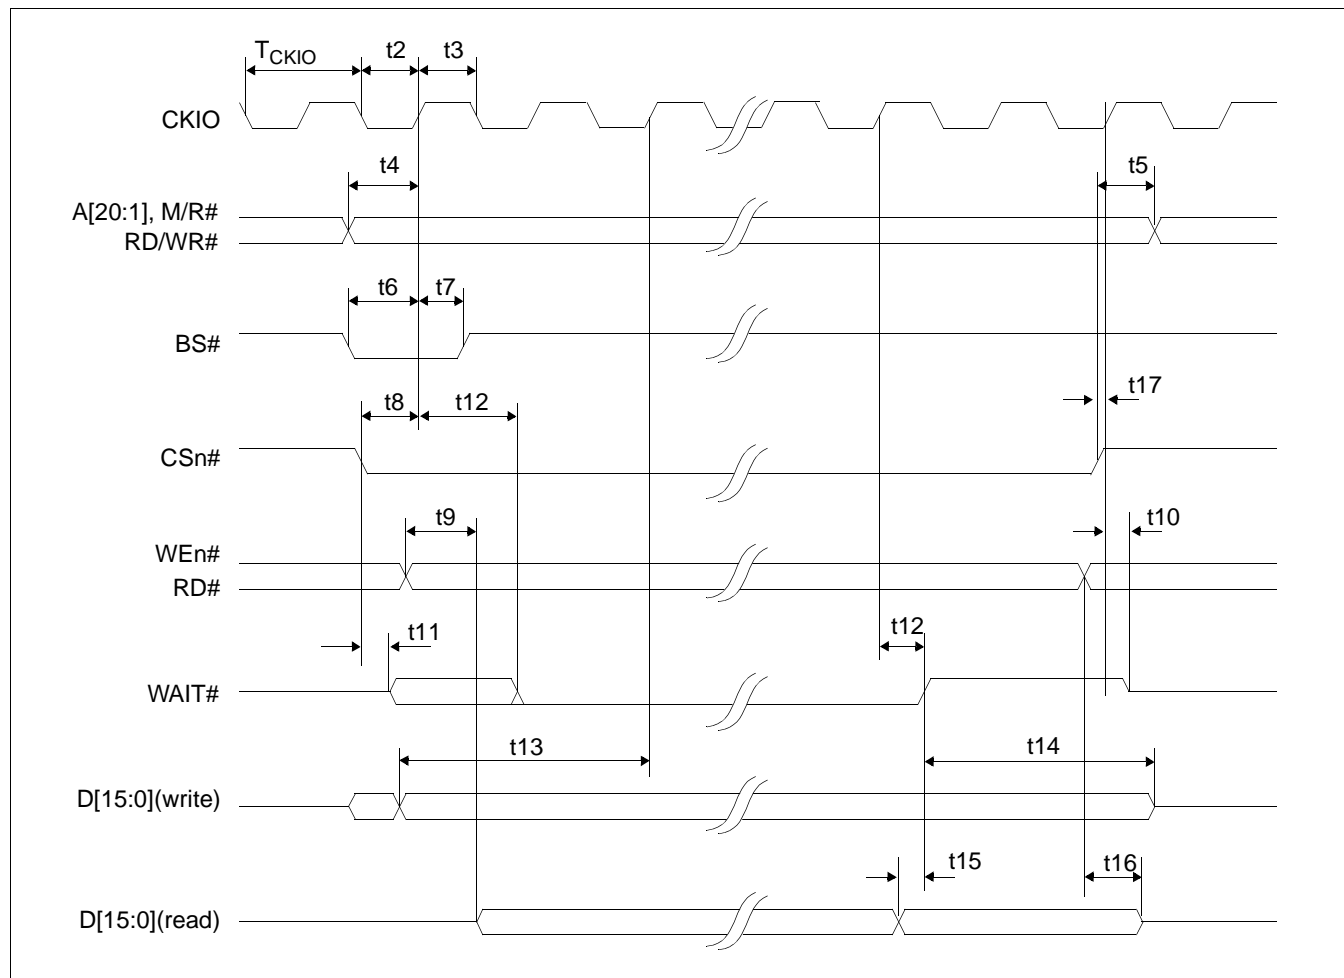 TCKIO t2 t3
CKIO
t4 t5
A[20:1], M/R#
RD/WR#
t6 t7
BS#
t17
t8 t12
CSn#
t9 t10
WEn#
RD#
t11 t12
WAIT#
t13 t14
D[15:0](write)
t15 t16
D[15:0](read)